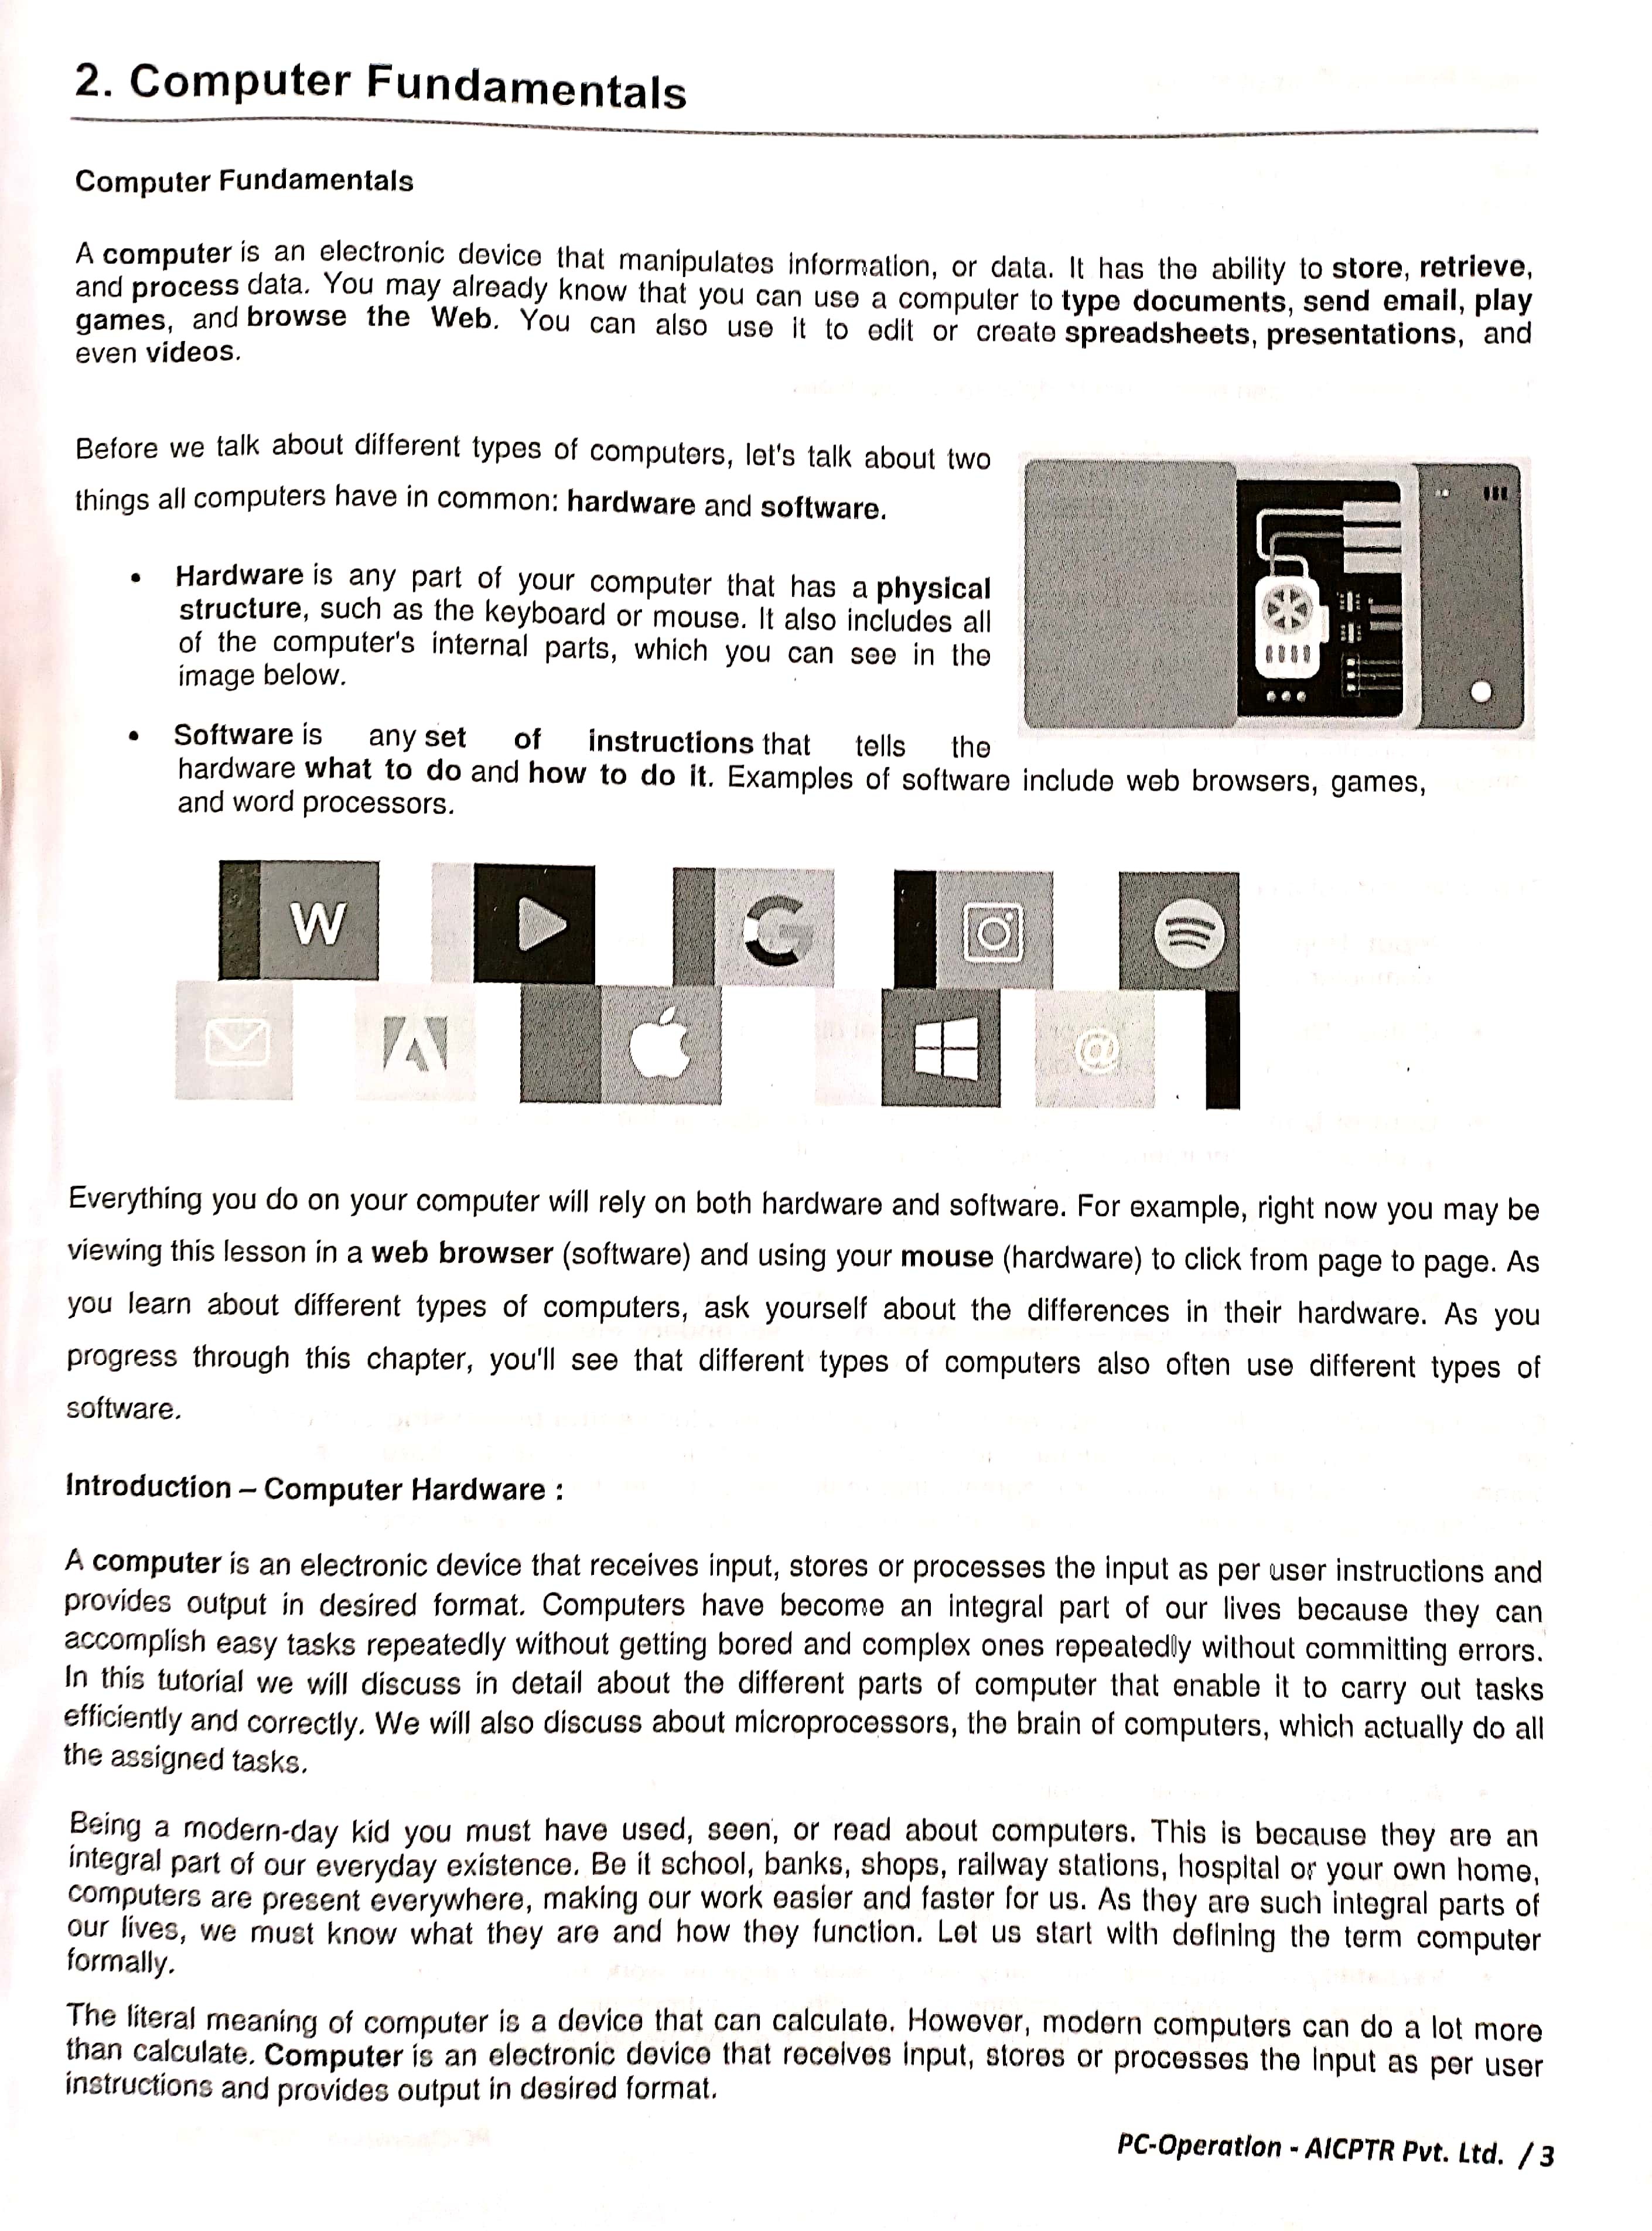 2. Computer Fundamentals
Computer Fundamentals
A computer is an electronic device that manipulates information, or data. It has the ability to store, retrieve,
and process data. You may already know that you can use a computer to type documents, send email, play
games, and browse the Web. You can also use it to edit or create spreadsheets, presentations, and
even videos.
Before we talk about different types of computers, let's talk about two
things all computers have in common: hardware and software.
• Hardware is any part of your computer that has a physical
structure, such as the keyboard or mouse. It also includes all
of the computer's internal parts, which you can see in the
image below.
• Software is any set of instructions that tells the
hardware what to do and how to do it. Examples of software include web browsers, games,
and word processors.
W
G
@
Everything you do on your computer will rely on both hardware and software. For example, right now you may be
viewing this lesson in a web browser (software) and using your mouse (hardware) to click from page to page. As
you learn about different types of computers, ask yourself about the differences in their hardware. As you
progress through this chapter, you'll see that different types of computers also often use different types of
software.
Introduction – Computer Hardware :
A computer is an electronic device that receives input, stores or processes the input as per user instructions and
provides output in desired format. Computers have become an integral part of our lives because they can
accomplish easy tasks repeatedly without getting bored and complex ones repeatedly without committing errors.
In this tutorial we will discuss in detail about the different parts of computer that enable it to carry out tasks
efficiently and correctly. We will also discuss about microprocessors, the brain of computers, which actually do all
the assigned tasks.
Being a modern-day kid you must have used, seen, or read about computers. This is because they are an
integral part of our everyday existence. Be it school, banks, shops, railway stations, hospital or your own home,
computers are present everywhere, making our work easier and faster for us. As they are such integral parts of
our lives, we must know what they are and how they function. Let us start with defining the term computer
formally.
The literal meaning of computer is a device that can calculate. However, modern computers can do a lot more
than calculate. Computer is an electronic device that receives input, stores or processes the input as per user
instructions and provides output in desired format.
PC-Operation - AICPTR Pvt. Ltd. / 3